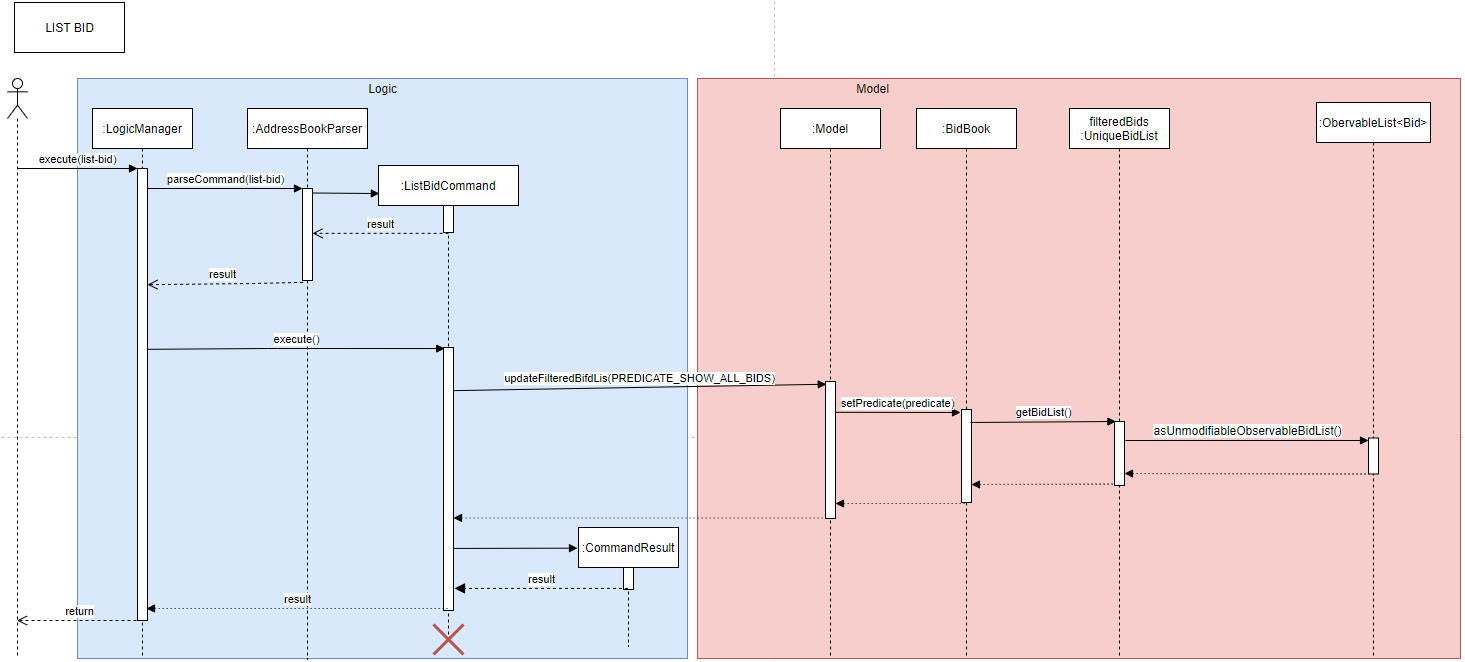 LIST BID
Logic
Model
:LogicManager
:AddressBookParser
:Model
:BidBook
filteredBids
:UniqueBidList
:ObervableList<Bid>
execute(list-bid)
parseCommand(list-bid)
:ListBidCommand
result
result
execute()
updateFilteredBifdLis(PREDICATE_SHOW_ALL_BIDS)
setPredicate(predicate)
getBidList()
asUnmodifiableObservableBidList()
:CommandResult
result
result
return